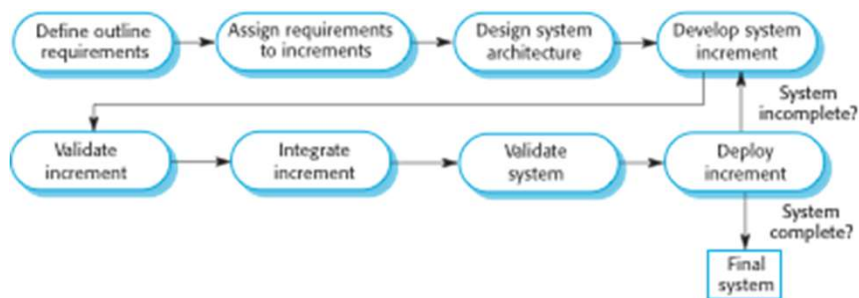 Define outline
requirements
Assign requirements
to increments
Design system
architecture
Develop system
increment
System
incomplete?
Validate
increment
Integrate
increment
Validate
system
Deploy
increment
System
complete?
Final
system